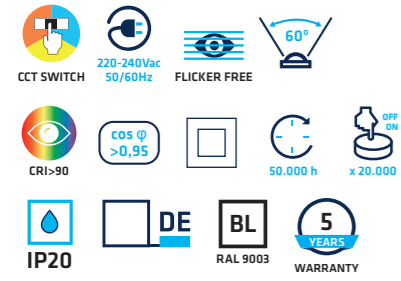 60°
CCT SWITCH
220-240Vac
50/60Hz
FLICKER FREE
cos φ
>0,95
OFF
ON
CRI>90
50.000 h
x 20.000
DE
BL
5
YEARS
IP20
RAL 9003
WARRANTY